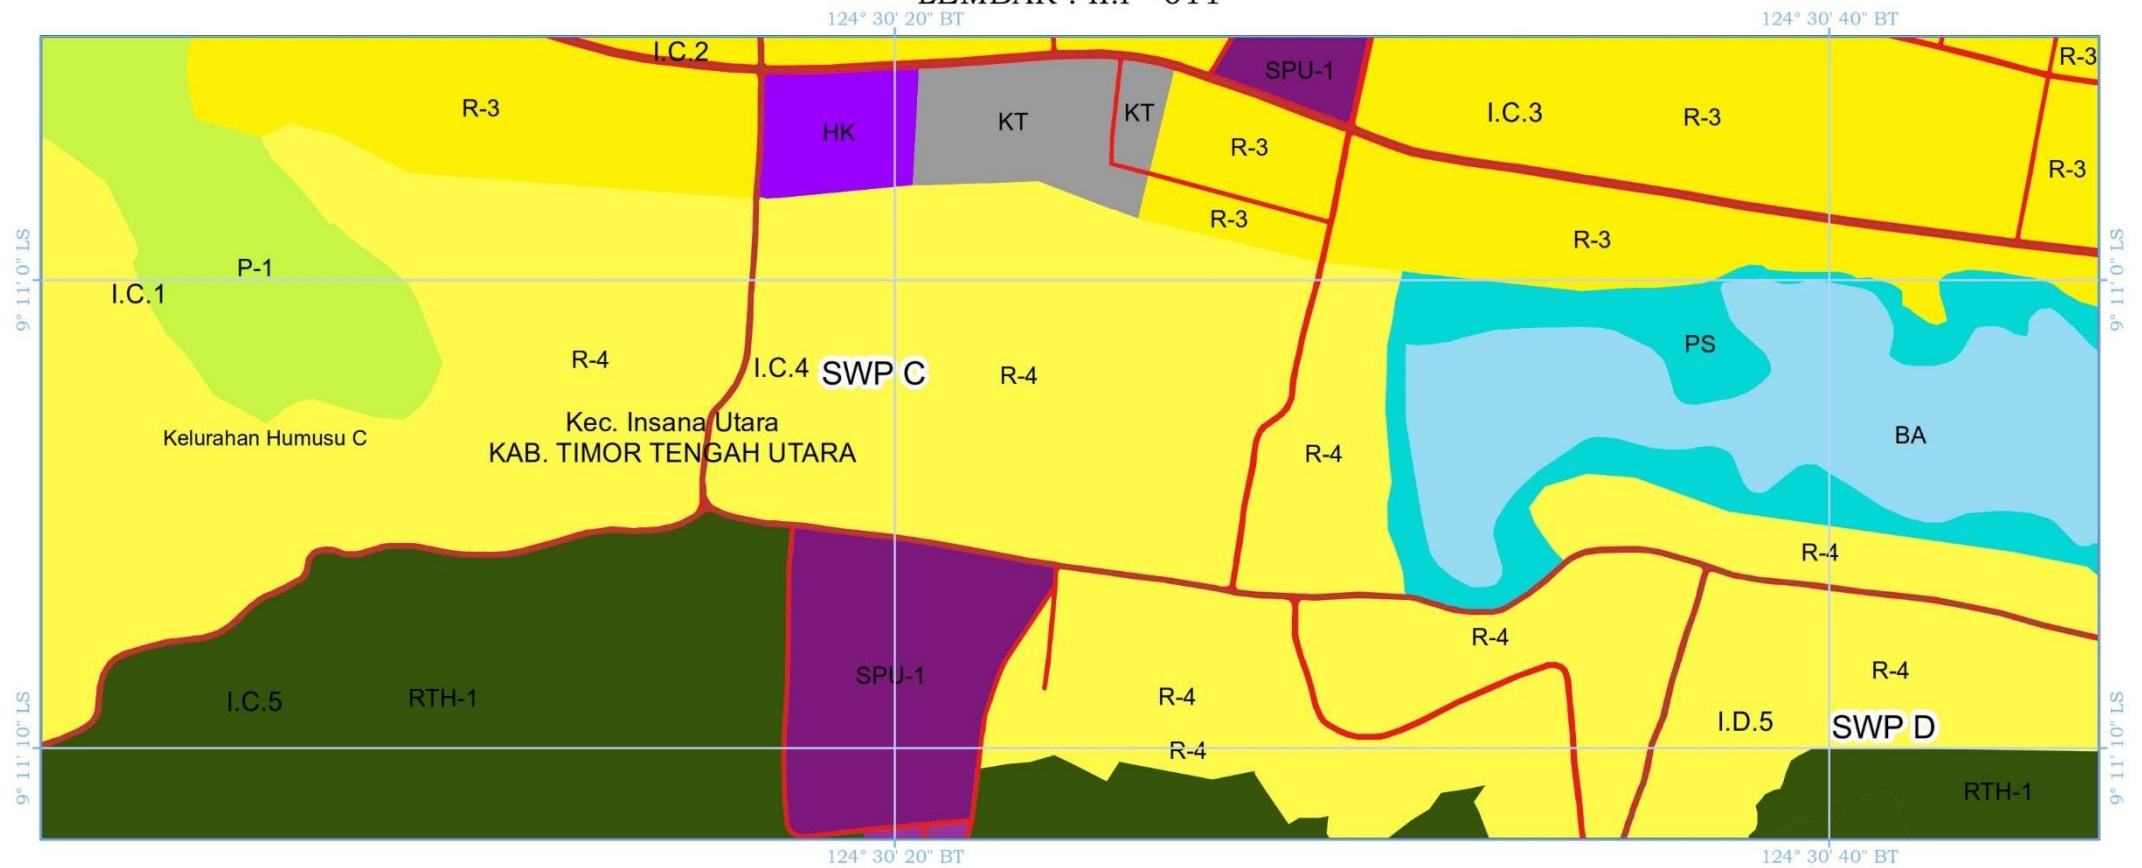 124° 30' 20" BT
124° 30' 40" BT
I.C.2
R-3
SPU-1
R-3
HK
KT
KT
I.C.3
R-3
R-3
R-3
R-3
R-3
9° 11' 0" LS
9° 11' 0" LS
P-1
I.C.1
PS
R-4
I.C.4
SWP C
R-4
Kec. Insana Utara
Kelurahan Humusu C
KAB. TIMOR TENGAH UTARA
R-4
BA
R-4
R-4
SPU-1
R-4
I.C.5
RTH-1
R-4
I.D.5
SWP D
9° 11' 10" LS
R-4
9° 11' 10" LS
RTH-1
124° 30' 20" BT
124° 30' 40" BT